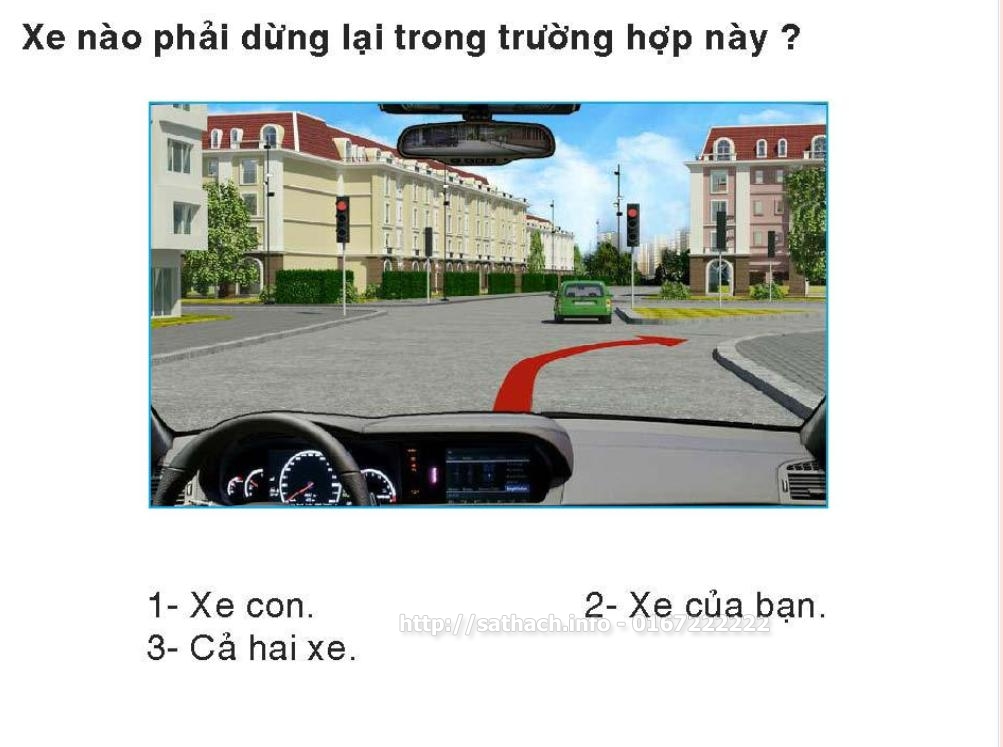 Xe nào phải dừng lại trong trường hợp này ?
1- Xe con.
2- Xe của bạn.
http://sathach.info - 0167222222
3- Cả hai xe.